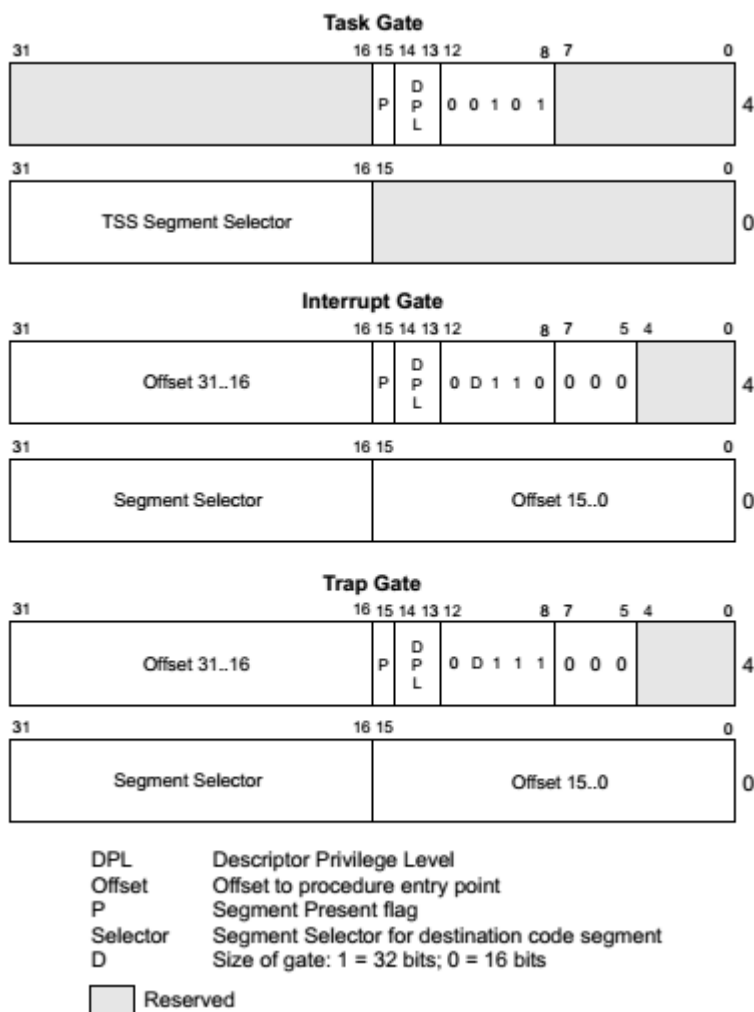 Task Gate
31 16 15 14 13 12 8 7 0
P D P L 0 0 1 0 1 4
31 16 15 0
TSS Segment Selector 0
Interrupt Gate
31 16 15 14 13 12 8 7 5 4 0
Offset 31..16 P D P L 0 D 1 1 0 0 0 0 4
31 16 15 0
Segment Selector Offset 15..0 0
Trap Gate
31 16 15 14 13 12 8 7 5 4 0
Offset 31..16 P D P L 0 D 1 1 1 0 0 0 4
31 16 15 0
Segment Selector Offset 15..0 0
DPL Descriptor Privilege Level
Offset Offset to procedure entry point
P Segment Present flag
Selector Segment Selector for destination code segment
D Size of gate: 1 = 32 bits; 0 = 16 bits
Reserved